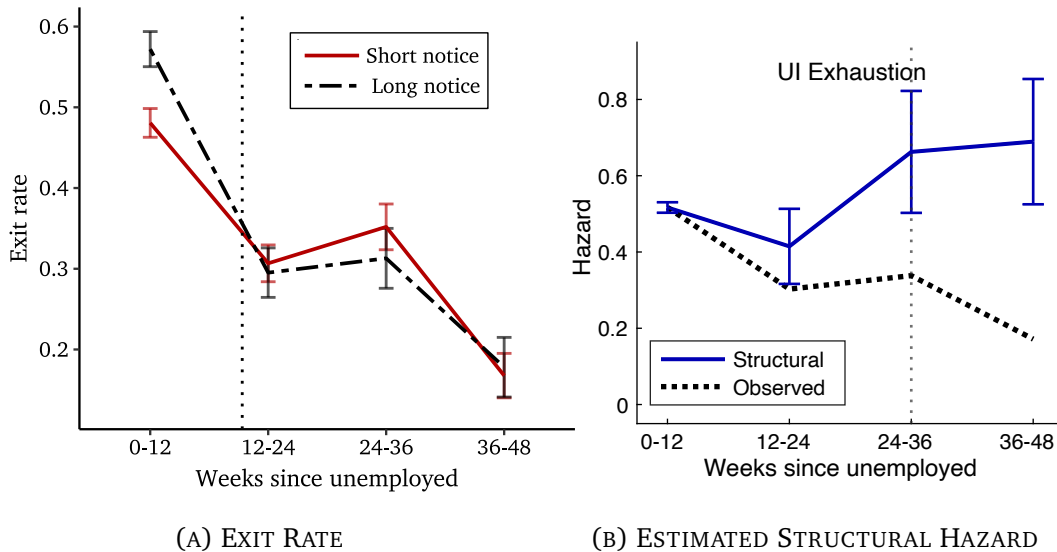 0.6
0.5
0.4
0.3
0.2
Exit rate
Short notice
Long notice
0-12
12-24
24-36
36-48
Weeks since unemployed
(A) EXIT RATE
UI Exhaustion
0.8
0.6
0.4
0.2
0
Hazard
Structural
Observed
0-12
12-24
24-36
36-48
Weeks since unemployed
(B) ESTIMATED STRUCTURAL HAZARD